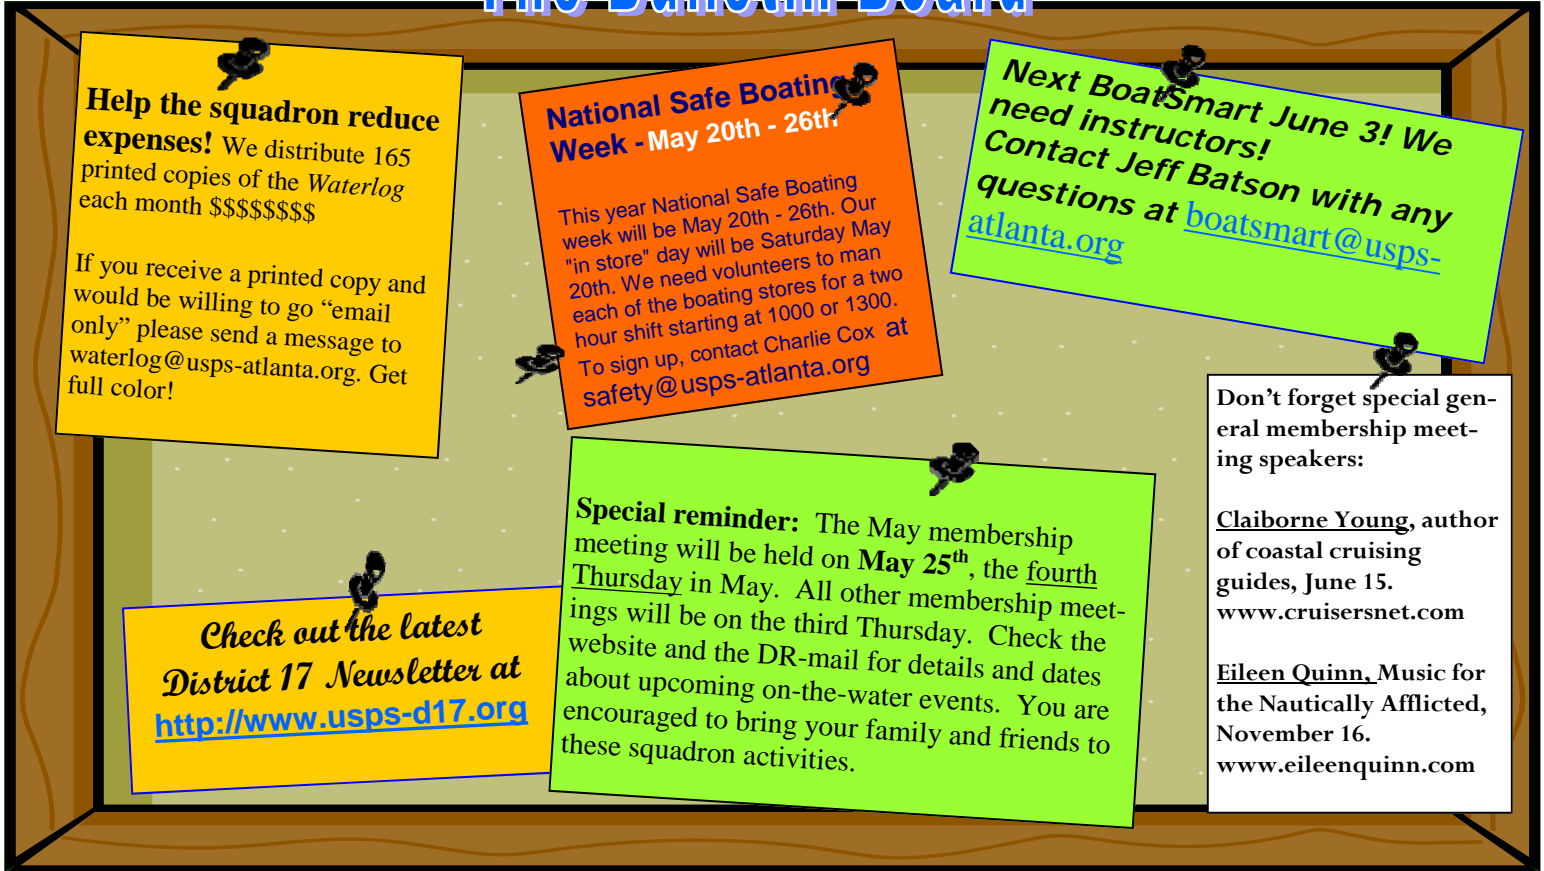 The Bulletin Board
Help the squadron reduce
expenses! We distribute 165
printed copies of the Waterlog
each month $$$$$$$$
If you receive a printed copy and
would be willing to go “email
only” please send a message to
waterlog@usps-atlanta.org. Get
full color!
National Safe Boating
Week - May 20th - 26th
This year National Safe Boating
week will be May 20th - 26th. Our
"in store" day will be Saturday May
20th. We need volunteers to man
each of the boating stores for a two
hour shift starting at 1000 or 1300.
To sign up, contact Charlie Cox at
safety@usps-atlanta.org
Next BoatSmart June 3! We
need instructors!
Contact Jeff Batson with any
questions at boatsmart@usps-
atlanta.org
Check out the latest
District 17 Newsletter at
http://www.usps-d17.org
Special reminder: The May membership
meeting will be held on May 25th, the fourth
Thursday in May. All other membership meet-
ings will be on the third Thursday. Check the
website and the DR-mail for details and dates
about upcoming on-the-water events. You are
encouraged to bring your family and friends to
these squadron activities.
Don’t forget special gen-
eral membership meet-
ing speakers:
Claiborne Young, author
of coastal cruising
guides, June 15.
www.cruisersnet.com
Eileen Quinn, Music for
the Nautically Afflicted,
November 16.
www.eileenquinn.com